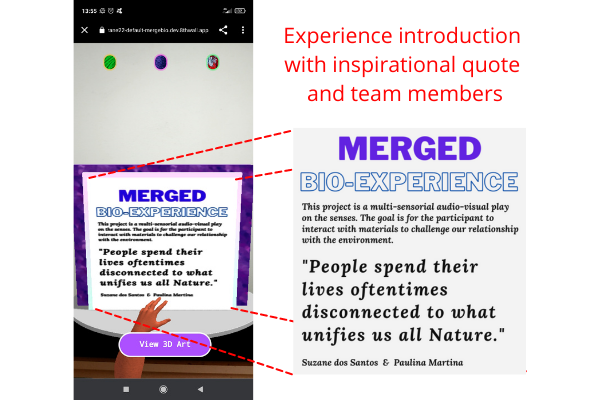 13:55
rane22-default-mergebio.dev.8thwall.app
MERGED
BIO-EXPERIENCE
This project is a multi-sensorial audio-visual play
on the senses. The goal is for the participant to
interact with materials to challenge our relationship
with the environment.
"People spend their
lives oftentimes
disconnected to what
unifies us all Nature."
Suzane dos Santos & Paulina Martina
View 3D Art
Experience introduction
with inspirational quote
and team members
MERGED
BIO-EXPERIENCE
This project is a multi-sensorial audio-visual play
on the senses. The goal is for the participant to
interact with materials to challenge our relationship
with the environment.
"People spend their
lives oftentimes
disconnected to what
unifies us all Nature."
Suzane dos Santos & Paulina Martina